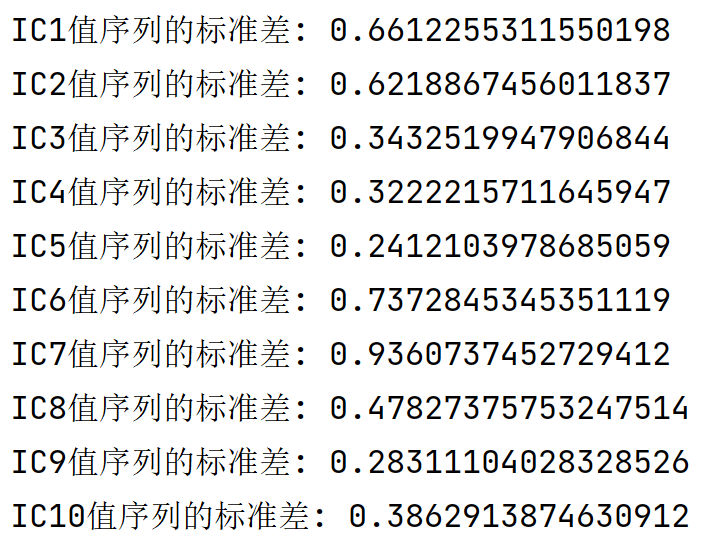 IC1值序列的标准差: 0.6612255311550198
IC2值序列的标准差: 0.6218867456011837
IC3值序列的标准差: 0.3432519947906844
IC4值序列的标准差: 0.3222215711645947
IC5值序列的标准差: 0.2412103978685059
IC6值序列的标准差: 0.7372845345351119
IC7值序列的标准差: 0.9360737452729412
IC8值序列的标准差: 0.47827375753247514
IC9值序列的标准差: 0.28311104028328526
IC10值序列的标准差: 0.3862913874630912